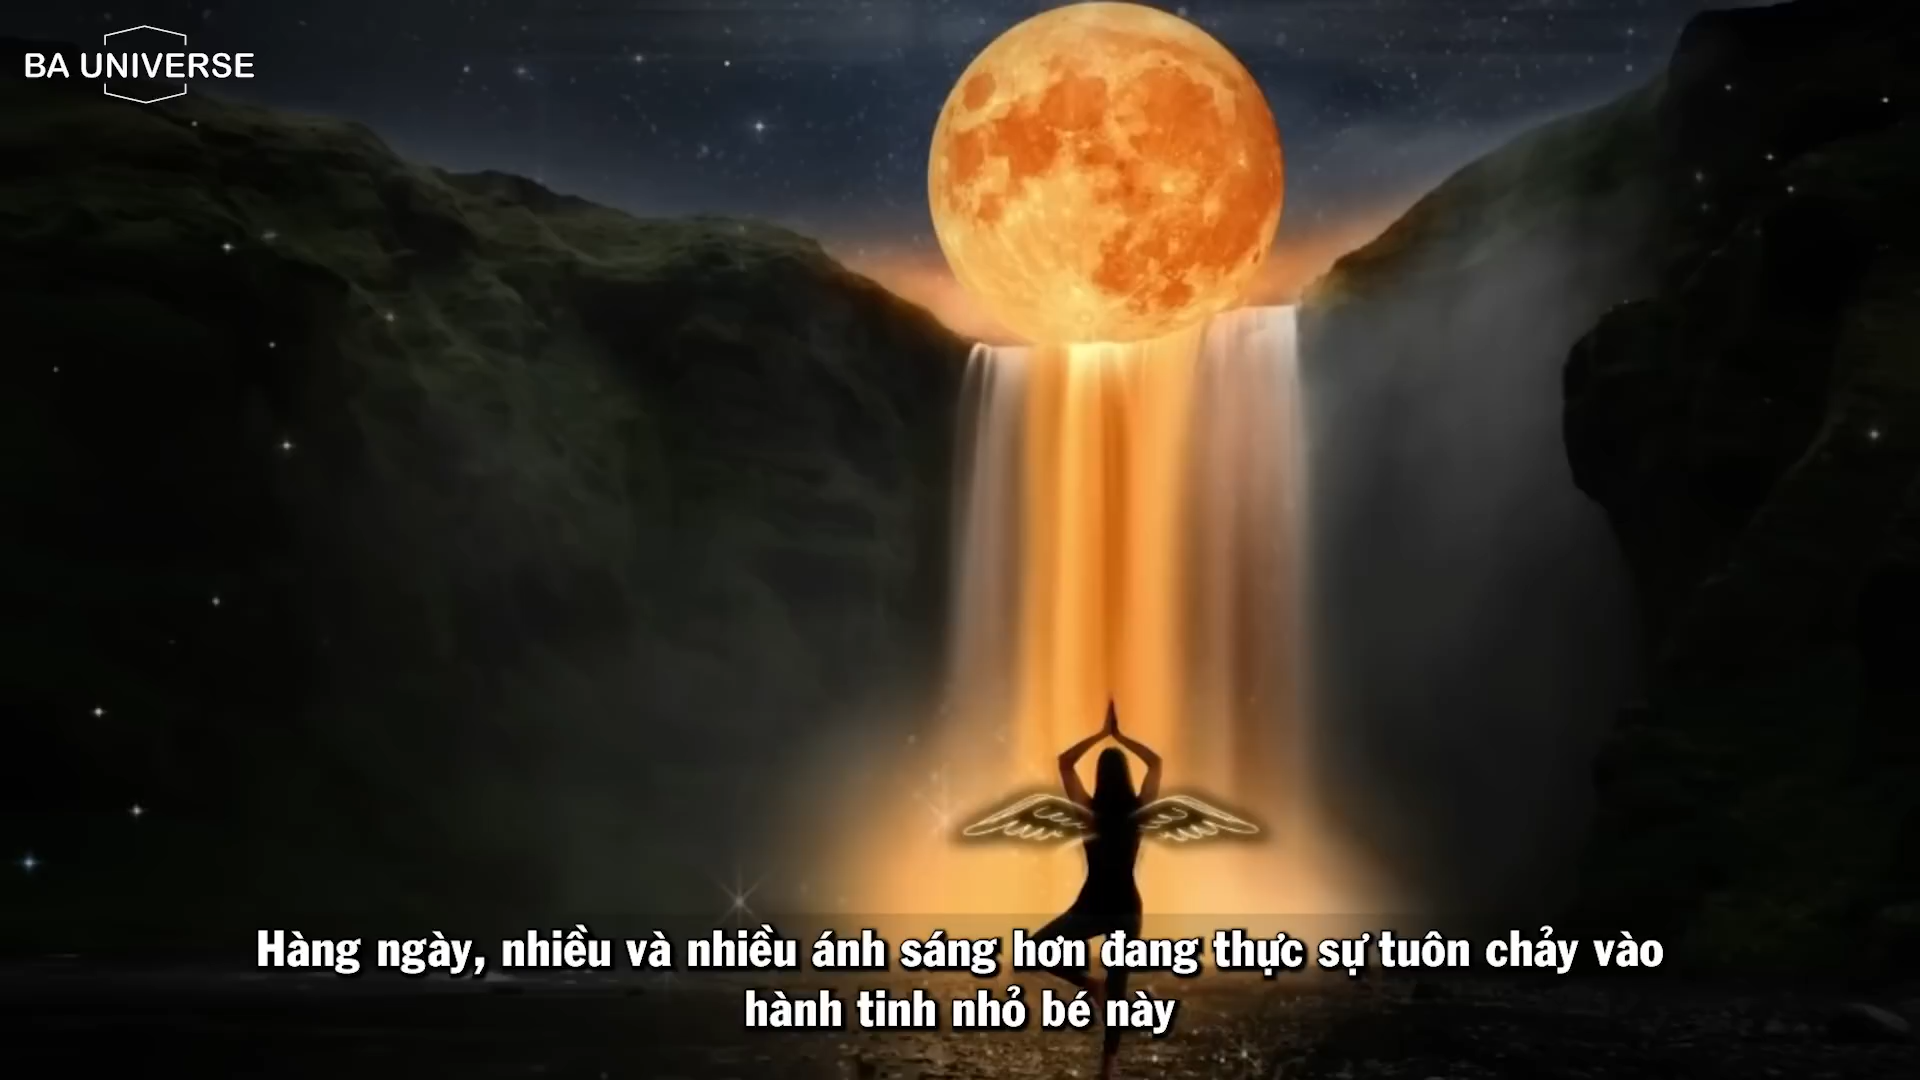 BA UNIVERSE
Hàng ngày, nhiều và nhiều ánh sáng hơn đang thực sự tuôn chảy vào
hành tinh nhỏ bé này